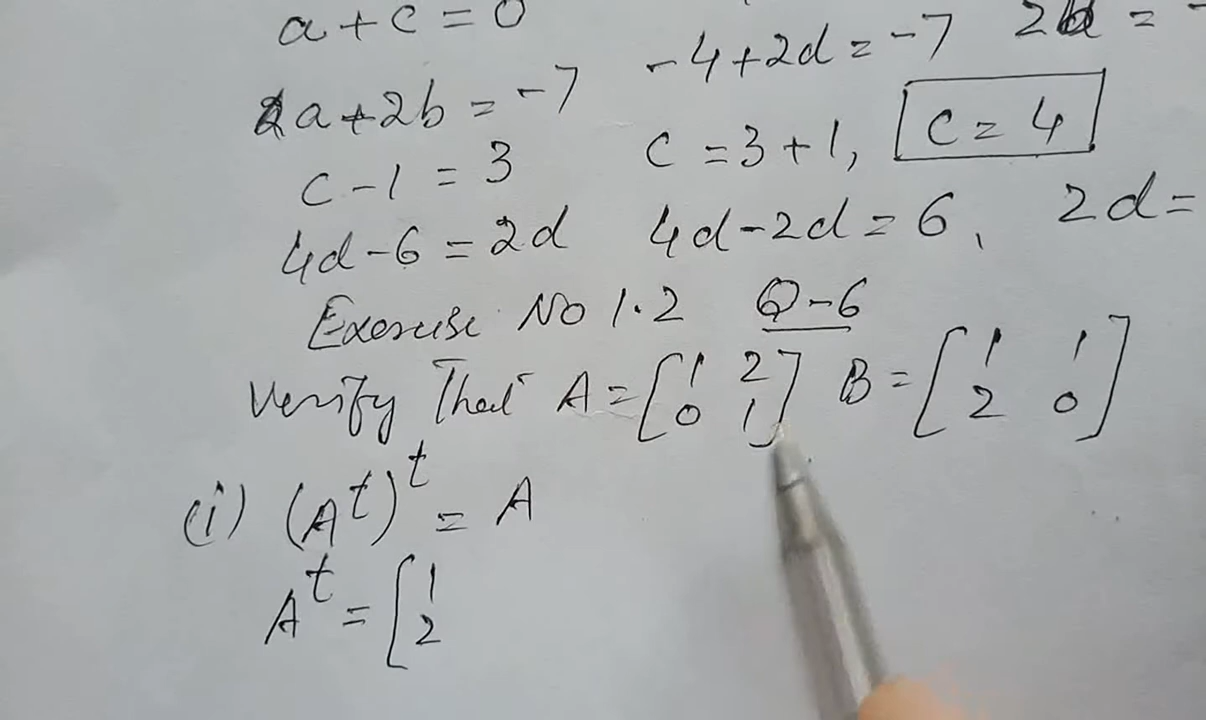 a + c = 0
-4+2d = -7
2a+2b = -7
c = 3+1, c = 4
c-1 = 3
4d-6 = 2d 4d-2d = 6, 2d =
Exercise No 1.2 Q-6
Verify That A = [1 2 0 1] B = [1 1 2 0]
(i) (A^t)^t = A
A^t = [1 2